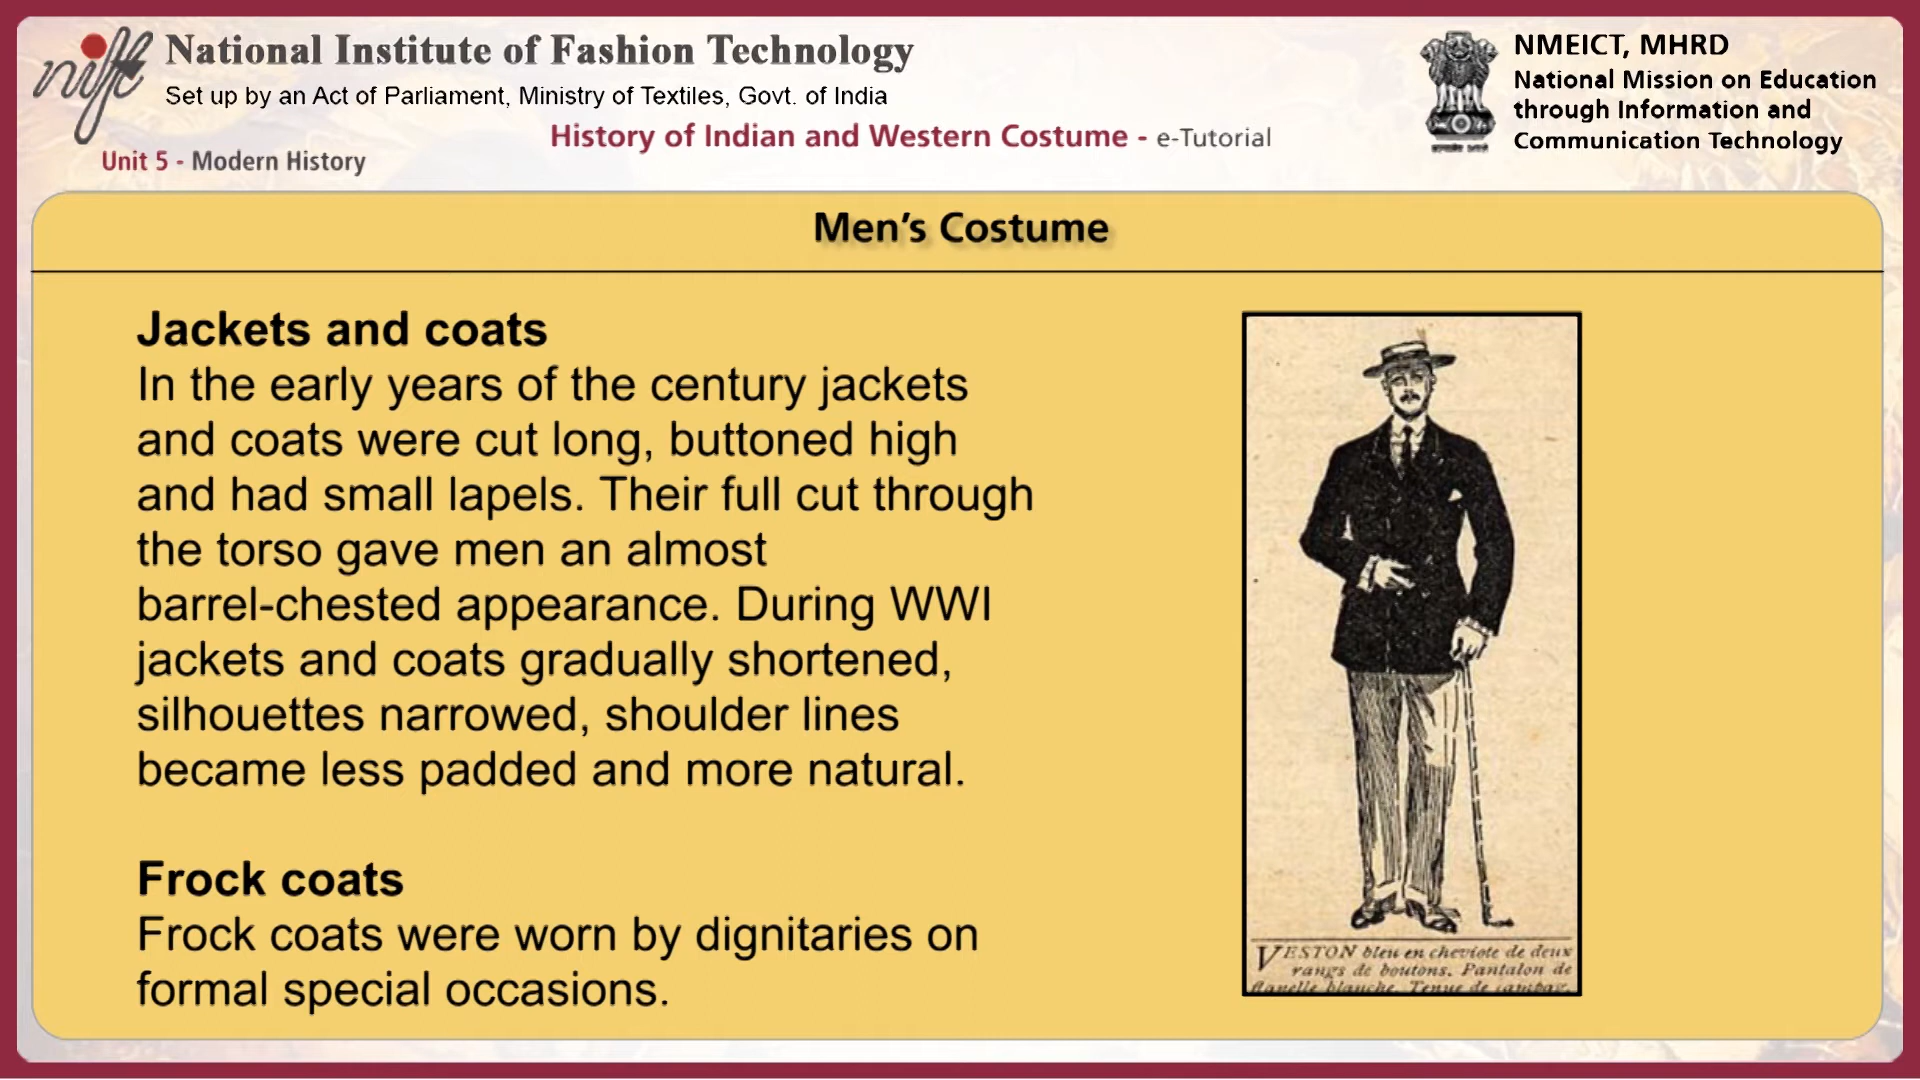 nift
National Institute of Fashion Technology
Set up by an Act of Parliament, Ministry of Textiles, Govt. of India
History of Indian and Western Costume - e-Tutorial
Unit 5 - Modern History
NMEICT, MHRD
National Mission on Education
through Information and
Communication Technology
Men's Costume
Jackets and coats
In the early years of the century jackets
and coats were cut long, buttoned high
and had small lapels. Their full cut through
the torso gave men an almost
barrel-chested appearance. During WWI
jackets and coats gradually shortened,
silhouettes narrowed, shoulder lines
became less padded and more natural.
Frock coats
Frock coats were worn by dignitaries on
formal special occasions.
VESTON bleu en cheviote de deux
rangs de boutons. Pantalon de
flanelle blanche. Tenue de